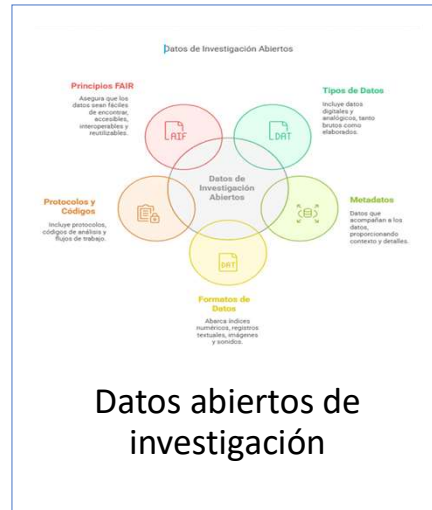 Datos de Investigación Abiertos
Principios FAIR
Asegura que los
datos sean fáciles
de encontrar,
accesibles,
interoperables y
reutilizables.
AIF
Tipos de Datos
Incluye datos
digitales y
analógicos, tanto
brutos como
elaborados.
DAT
Datos de
Investigación
Abiertos
Protocolos y
Códigos
Incluye protocolos,
códigos de análisis y
flujos de trabajo.
Metadatos
Datos que
acompañan a los
datos,
proporcionando
contexto y detalles.
DAT
Formatos de
Datos
Abarca índices
numéricos, registros
textuales, imágenes
y sonidos.
Datos abiertos de
investigación